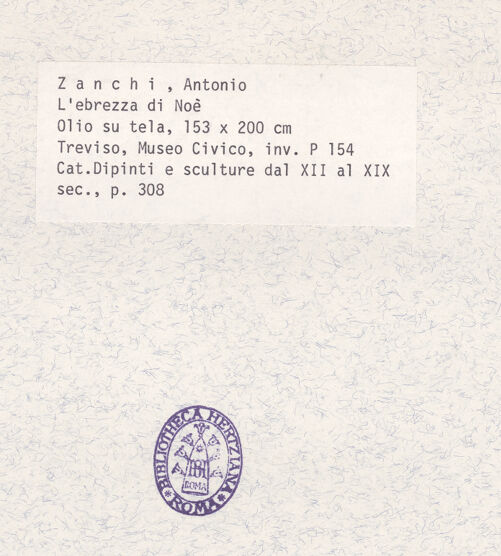 Z a n c h i , Antonio
L'ebrezza di Noè
Olio su tela, 153 x 200 cm
Treviso, Museo Civico, inv. P 154
Cat.Dipinti e sculture dal XII al XIX
sec., p. 308
BIBLIOTHECA HERTZIANA
BH
ROMA
* ROMA *